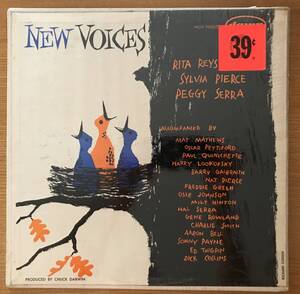 NEW VOICES
39¢
RITA REYS
SYLVIA PIERCE
PEGGY SERRA
ACCOMPANIED BY
MAT MATHEWS
OSCAR PETTIFORD
PAUL QUINICHETTE
HARRY LOOKOFSKY
BARRY GALBRAITH
NAT PIERCE
FREDDIE GREEN
OSIE JOHNSON
MILT HINTON
HAL SERRA
GENE ROWLAND
CHARLIE SMITH
AARON BELL
SONNY PAYNE
ED THIGPEN
DICK COLLINS
PRODUCED BY CHUCK DARWIN